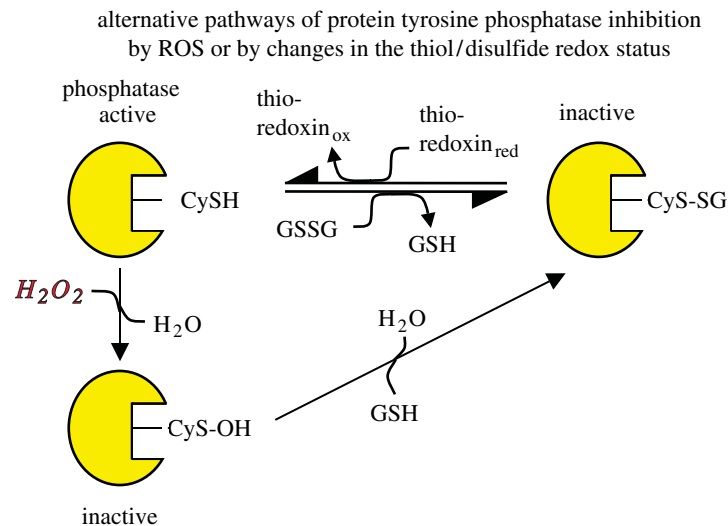 alternative pathways of protein tyrosine phosphatase inhibition
by ROS or by changes in the thiol/disulfide redox status
phosphatase
active
thio-
redoxin_ox
thio-
redoxin_red
inactive
CySH
CyS-SG
GSSG
GSH
H₂O₂
H₂O
H₂O
GSH
CyS-OH
inactive